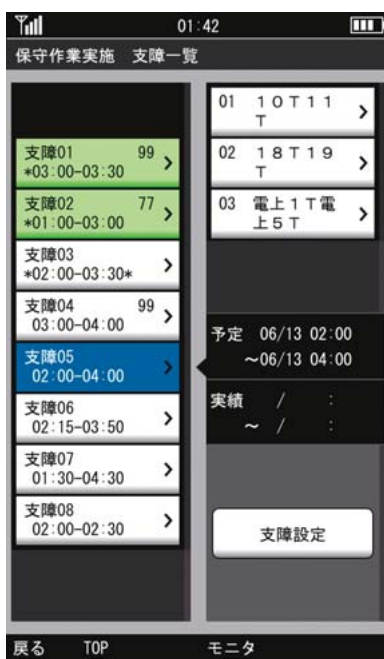 01:42
保守作業実施　支障一覧
支障01 99
*03:00-03:30
支障02 77
*01:00-03:00
支障03
*02:00-03:30*
支障04 99
03:00-04:00
支障05
02:00-04:00
支障06
02:15-03:50
支障07
01:30-04:30
支障08
02:00-02:30
01 １０Ｔ１１
Ｔ
02 １８Ｔ１９
Ｔ
03 電上１Ｔ電
上５Ｔ
予定 06/13 02:00
～06/13 04:00
実績 / :
～ / :
支障設定
戻る TOP モニタ